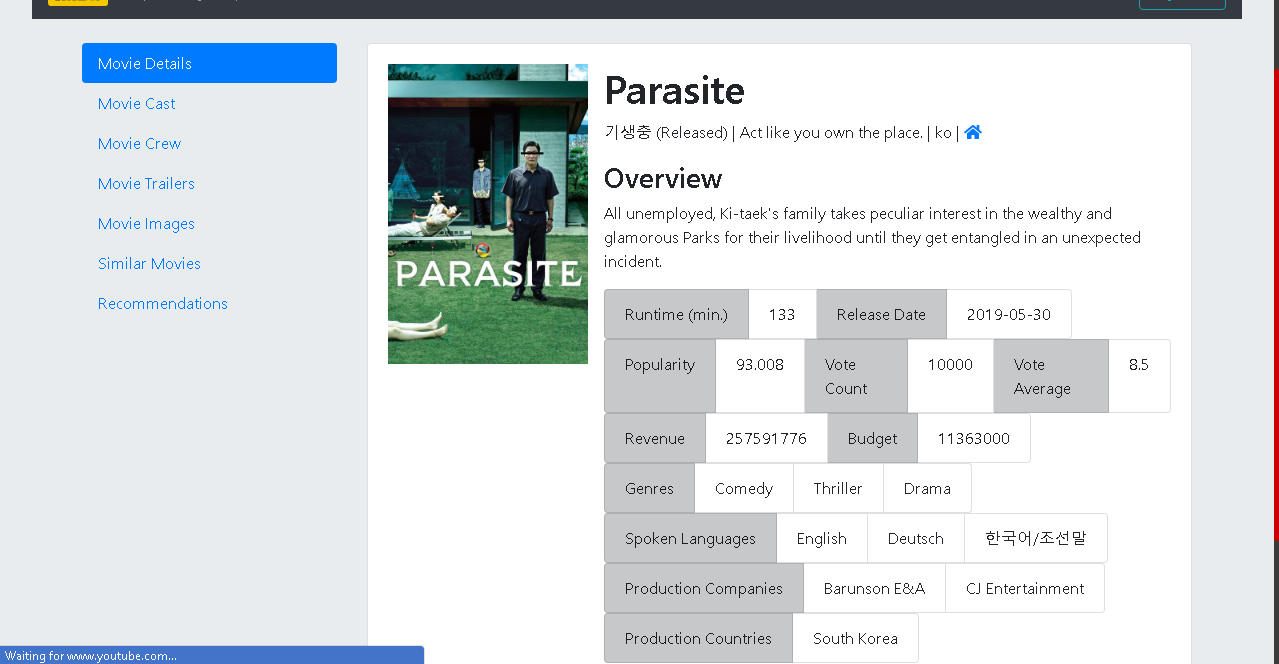 Movie Details
Movie Cast
Movie Crew
Movie Trailers
Movie Images
Similar Movies
Recommendations
PARASITE
Parasite
기생충 (Released) | Act like you own the place. | ko |
Overview
All unemployed, Ki-taek's family takes peculiar interest in the wealthy and
glamorous Parks for their livelihood until they get entangled in an unexpected
incident.
Runtime (min.) 133 Release Date 2019-05-30
Popularity 93.008 Vote Count 10000 Vote Average 8.5
Revenue 257591776 Budget 11363000
Genres Comedy Thriller Drama
Spoken Languages English Deutsch 한국어/조선말
Production Companies Barunson E&A CJ Entertainment
Production Countries South Korea
Waiting for www.youtube.com...